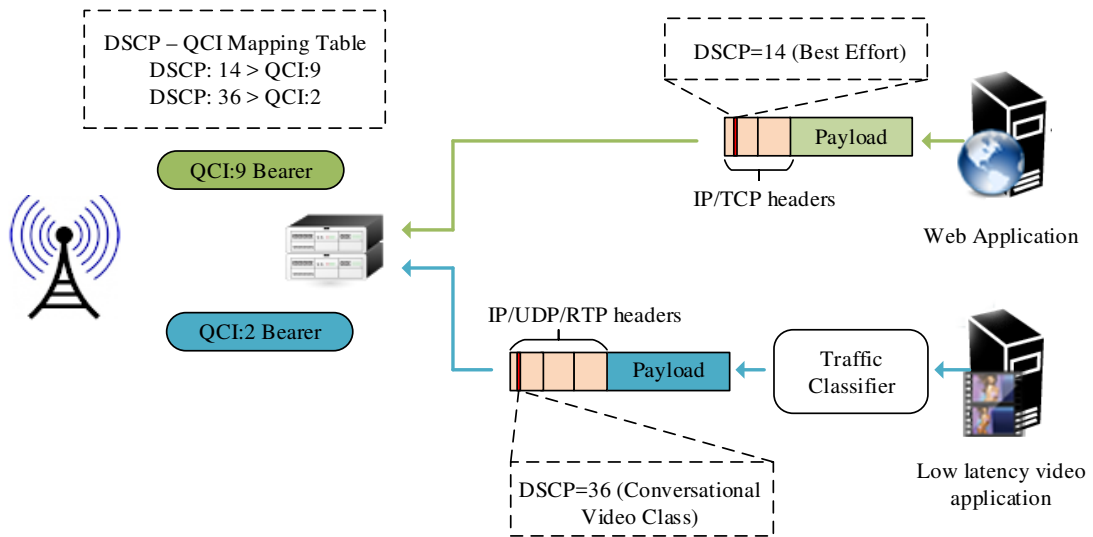 DSCP – QCI Mapping Table
DSCP: 14 > QCI:9
DSCP: 36 > QCI:2
DSCP=14 (Best Effort)
Payload
QCI:9 Bearer
IP/TCP headers
Web Application
IP/UDP/RTP headers
QCI:2 Bearer
Payload
Traffic
Classifier
Low latency video
application
DSCP=36 (Conversational
Video Class)